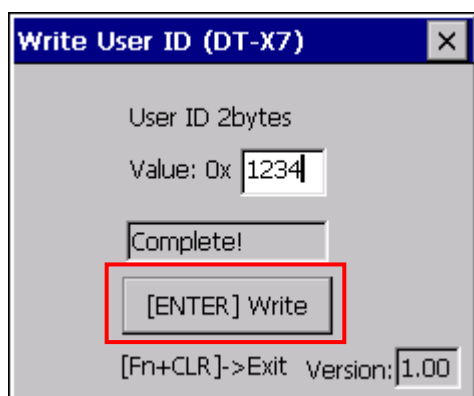 Write User ID (DT-X7)
User ID 2bytes
Value: 0x 1234
Complete!
[ENTER] Write
[Fn+CLR]->Exit Version: 1.00